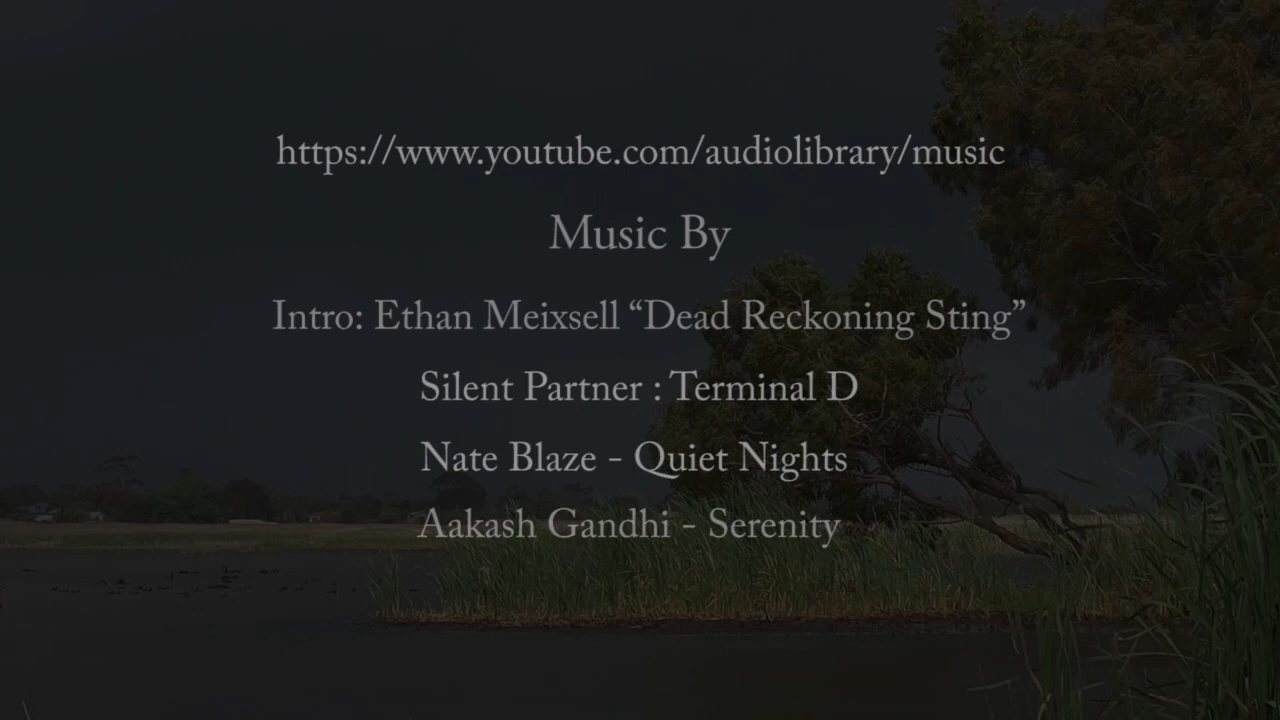 https://www.youtube.com/audiolibrary/music
Music By
Intro: Ethan Meixsell “Dead Reckoning Sting”
Silent Partner : Terminal D
Nate Blaze - Quiet Nights
Aakash Gandhi - Serenity